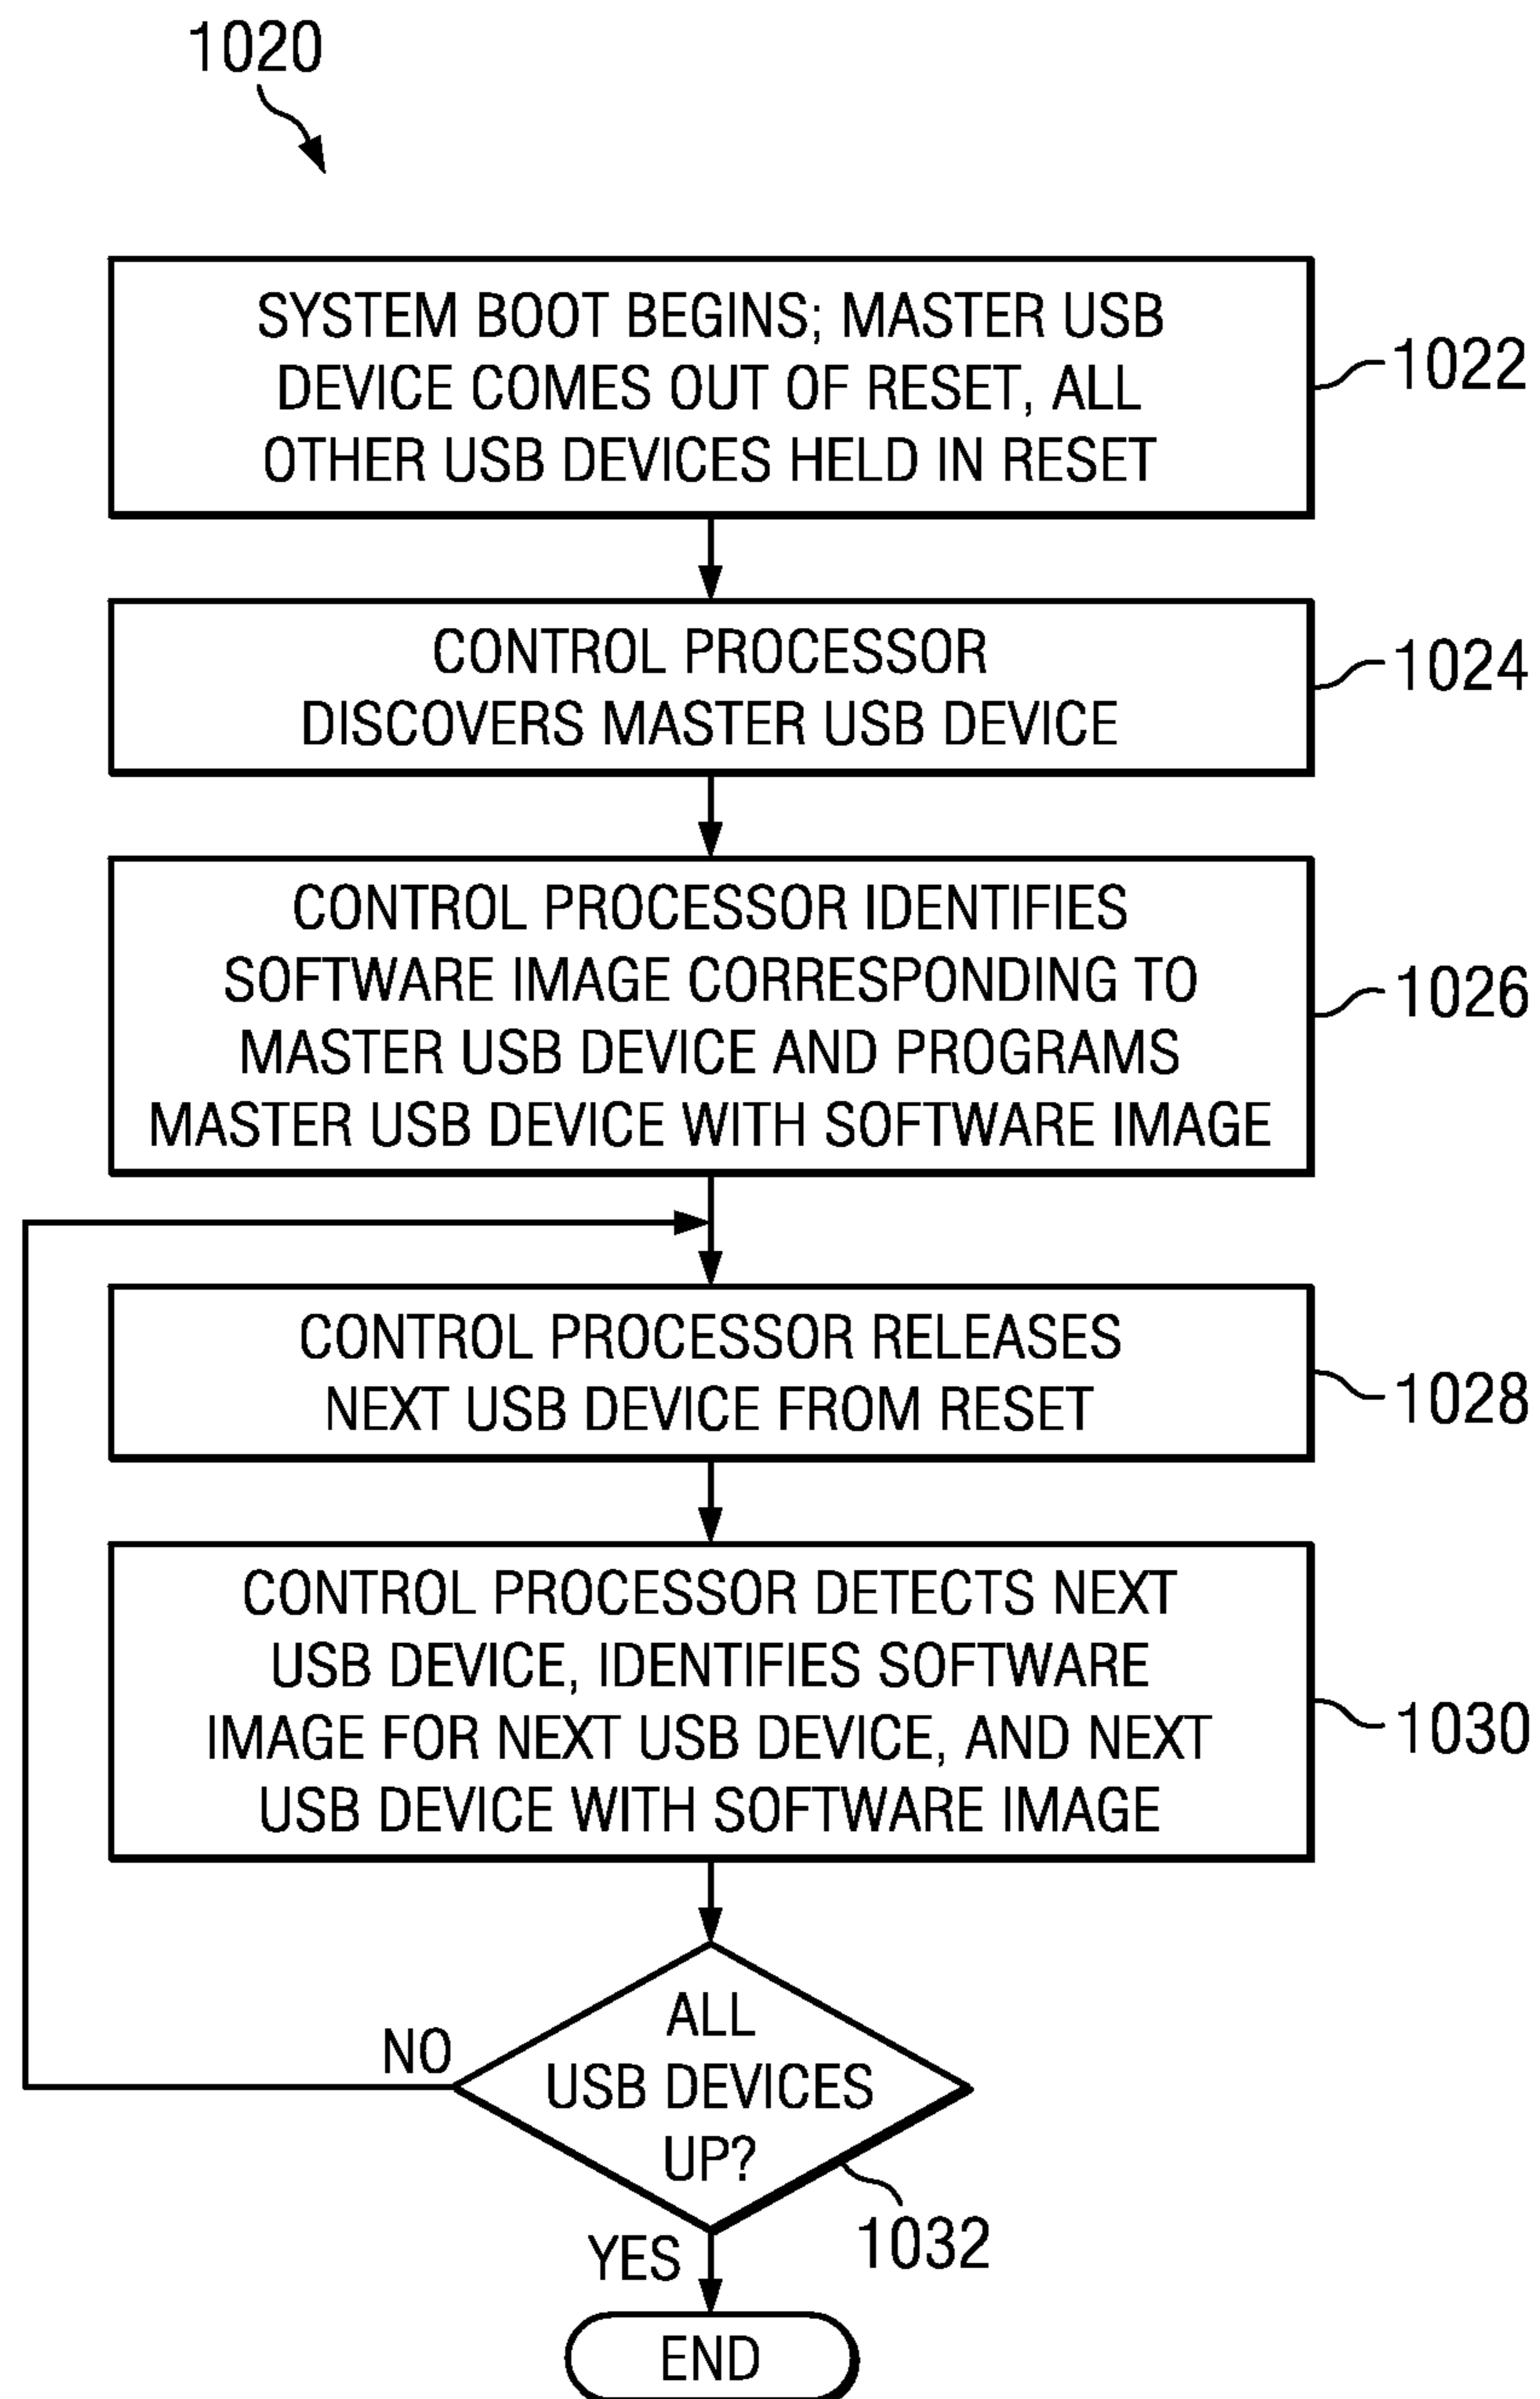 1020
SYSTEM BOOT BEGINS; MASTER USB
DEVICE COMES OUT OF RESET, ALL
OTHER USB DEVICES HELD IN RESET
1022
CONTROL PROCESSOR
DISCOVERS MASTER USB DEVICE
1024
CONTROL PROCESSOR IDENTIFIES
SOFTWARE IMAGE CORRESPONDING TO
MASTER USB DEVICE AND PROGRAMS
MASTER USB DEVICE WITH SOFTWARE IMAGE
1026
CONTROL PROCESSOR RELEASES
NEXT USB DEVICE FROM RESET
1028
CONTROL PROCESSOR DETECTS NEXT
USB DEVICE, IDENTIFIES SOFTWARE
IMAGE FOR NEXT USB DEVICE, AND NEXT
USB DEVICE WITH SOFTWARE IMAGE
1030
ALL
USB DEVICES
UP?
NO
1032
YES
END